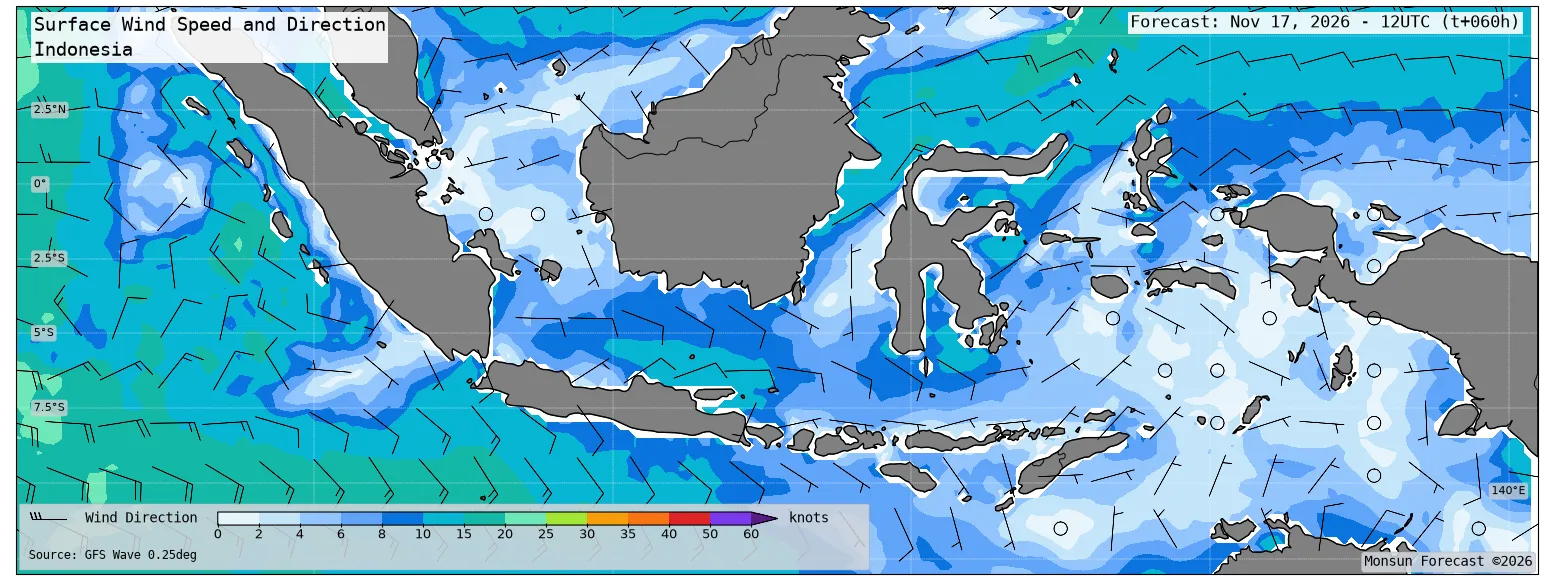 Surface Wind Speed and Direction
Indonesia
Forecast: Nov 17, 2026 - 12UTC (t+060h)
2.5°N
0°
2.5°S
5°S
7.5°S
140°E
Wind Direction
0 2 4 6 8 10 15 20 25 30 35 40 50 60
knots
Source: GFS Wave 0.25deg
Monsun Forecast ©2026